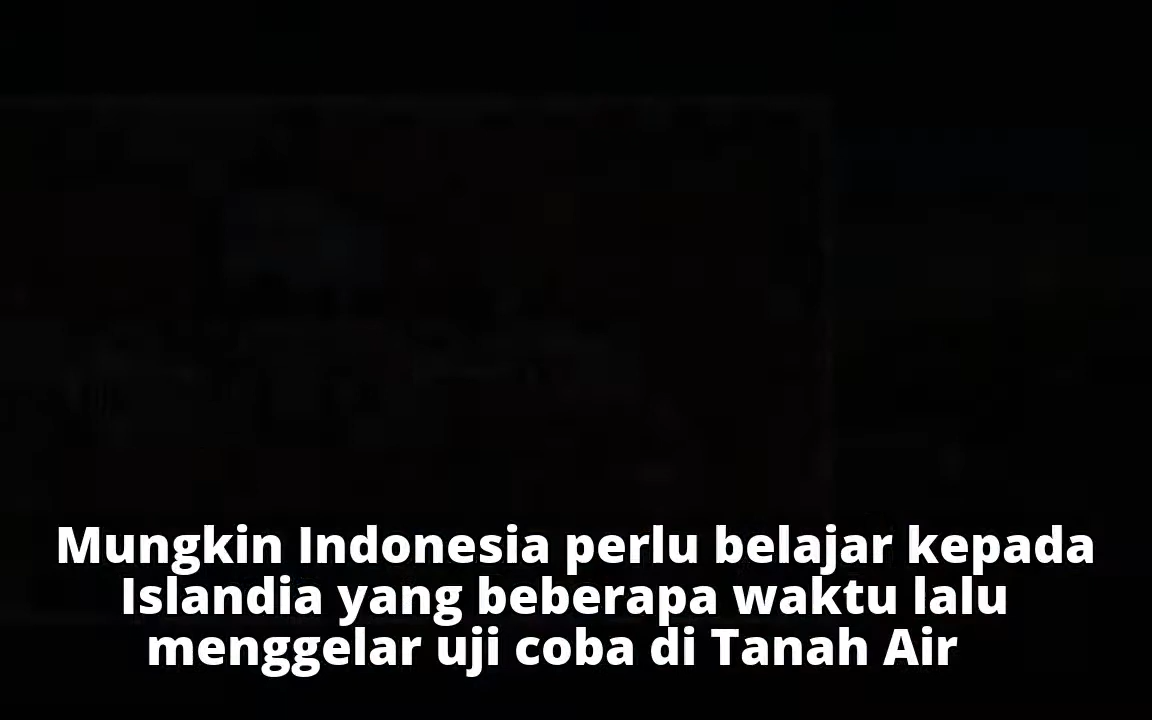 Mungkin Indonesia perlu belajar kepada
Islandia yang beberapa waktu lalu
menggelar uji coba di Tanah Air